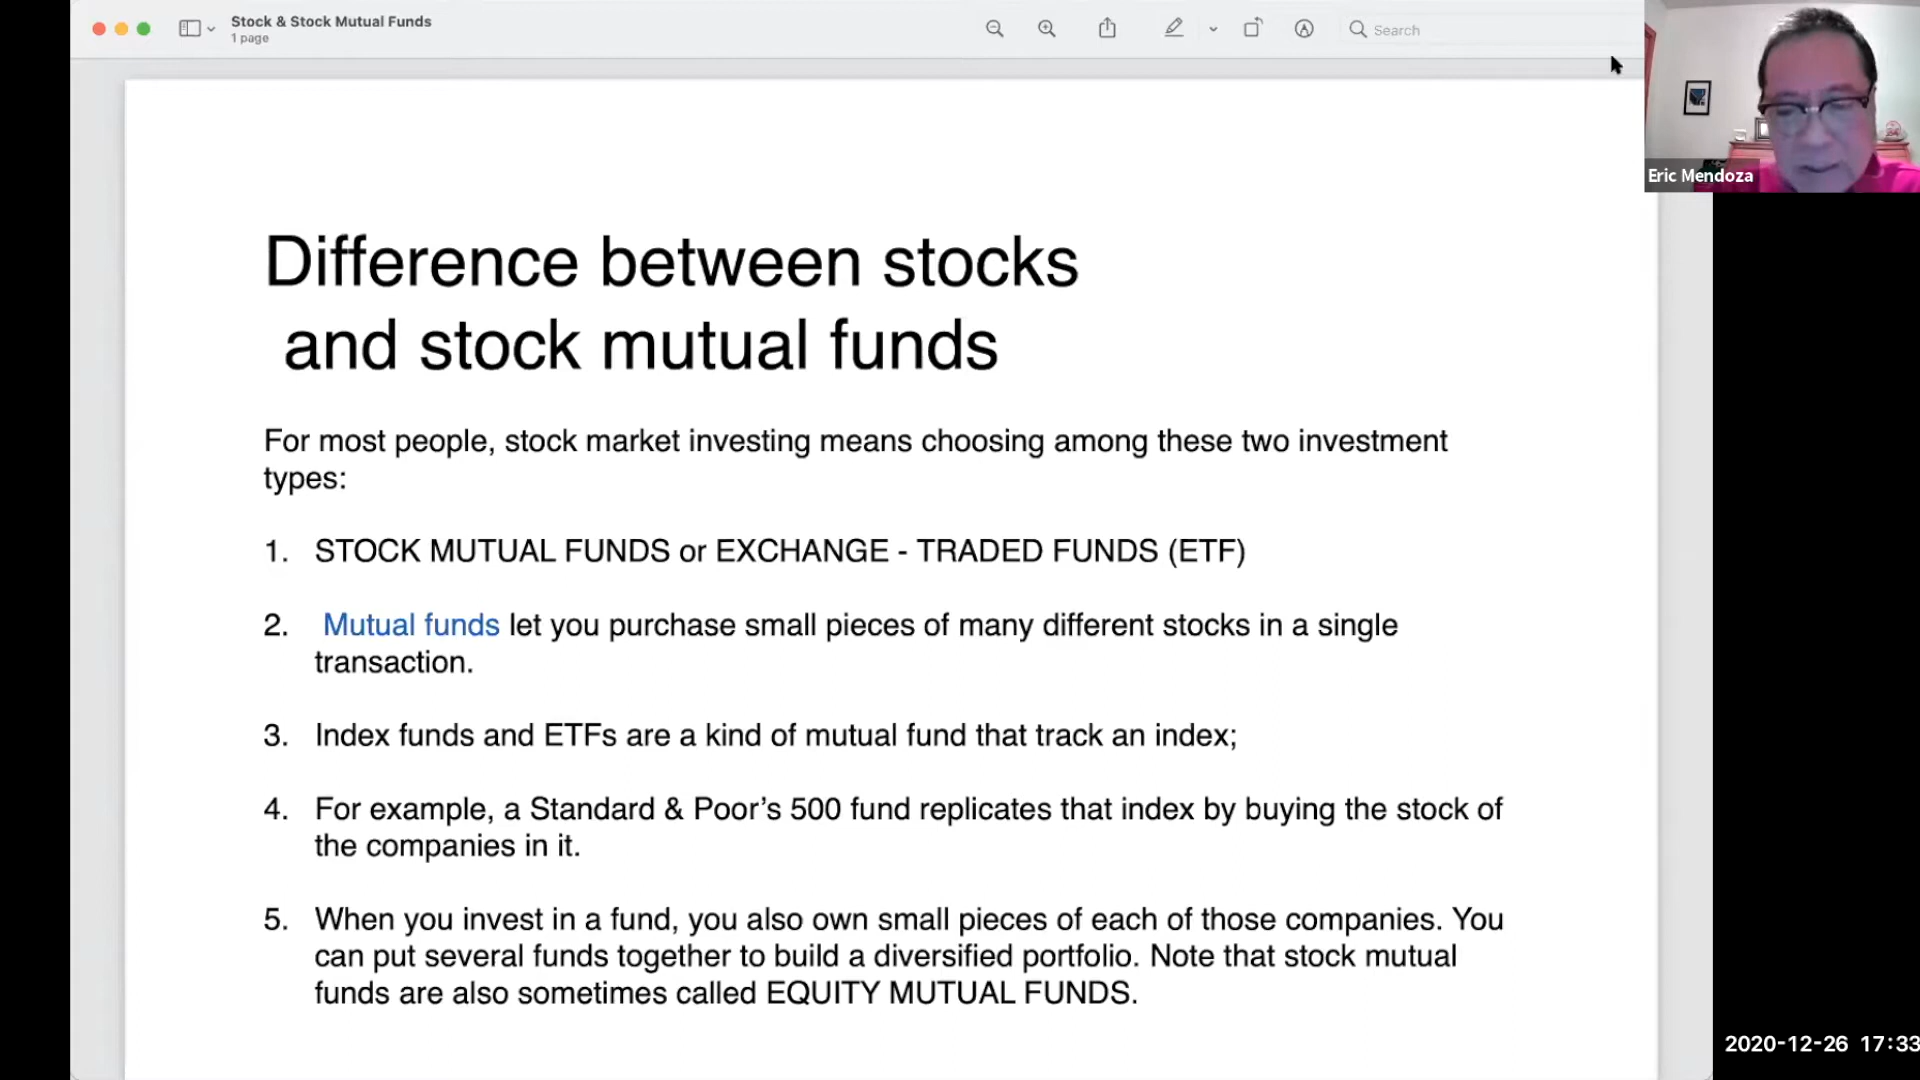 Stock & Stock Mutual Funds
1 page
Search
Eric Mendoza
Difference between stocks
and stock mutual funds
For most people, stock market investing means choosing among these two investment
types:
1. STOCK MUTUAL FUNDS or EXCHANGE - TRADED FUNDS (ETF)
2. Mutual funds let you purchase small pieces of many different stocks in a single
transaction.
3. Index funds and ETFs are a kind of mutual fund that track an index;
4. For example, a Standard & Poor’s 500 fund replicates that index by buying the stock of
the companies in it.
5. When you invest in a fund, you also own small pieces of each of those companies. You
can put several funds together to build a diversified portfolio. Note that stock mutual
funds are also sometimes called EQUITY MUTUAL FUNDS.
2020-12-26 17:33